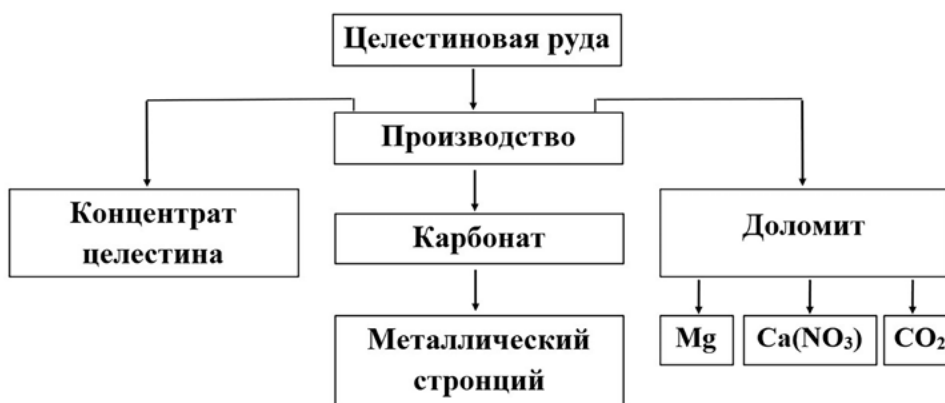 Целестиновая руда
Производство
Концентрат
целестина
Карбонат
Доломит
Металлический
стронций
Mg
Ca(NO₃)
CO₂